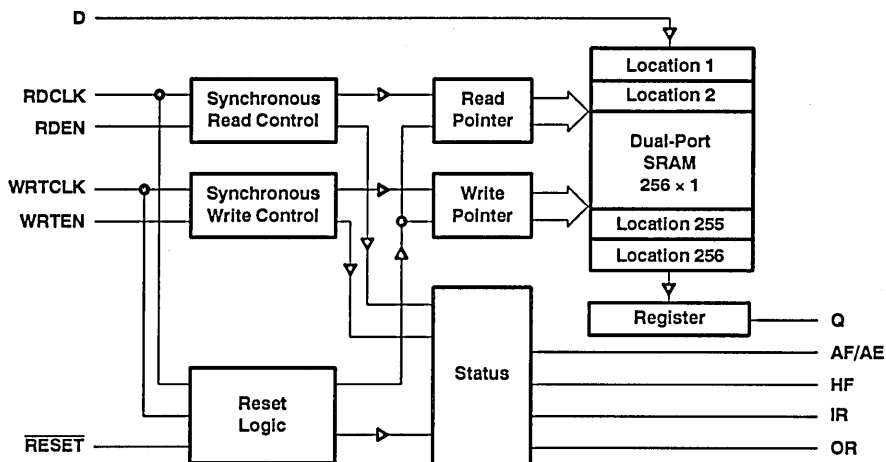 D
RDCLK
RDEN
WRTCLK
WRTEN
RESET
Synchronous
Read Control
Synchronous
Write Control
Reset
Logic
Read
Pointer
Write
Pointer
Status
Location 1
Location 2
Dual-Port
SRAM
256 × 1
Location 255
Location 256
Register
Q
AF/AE
HF
IR
OR